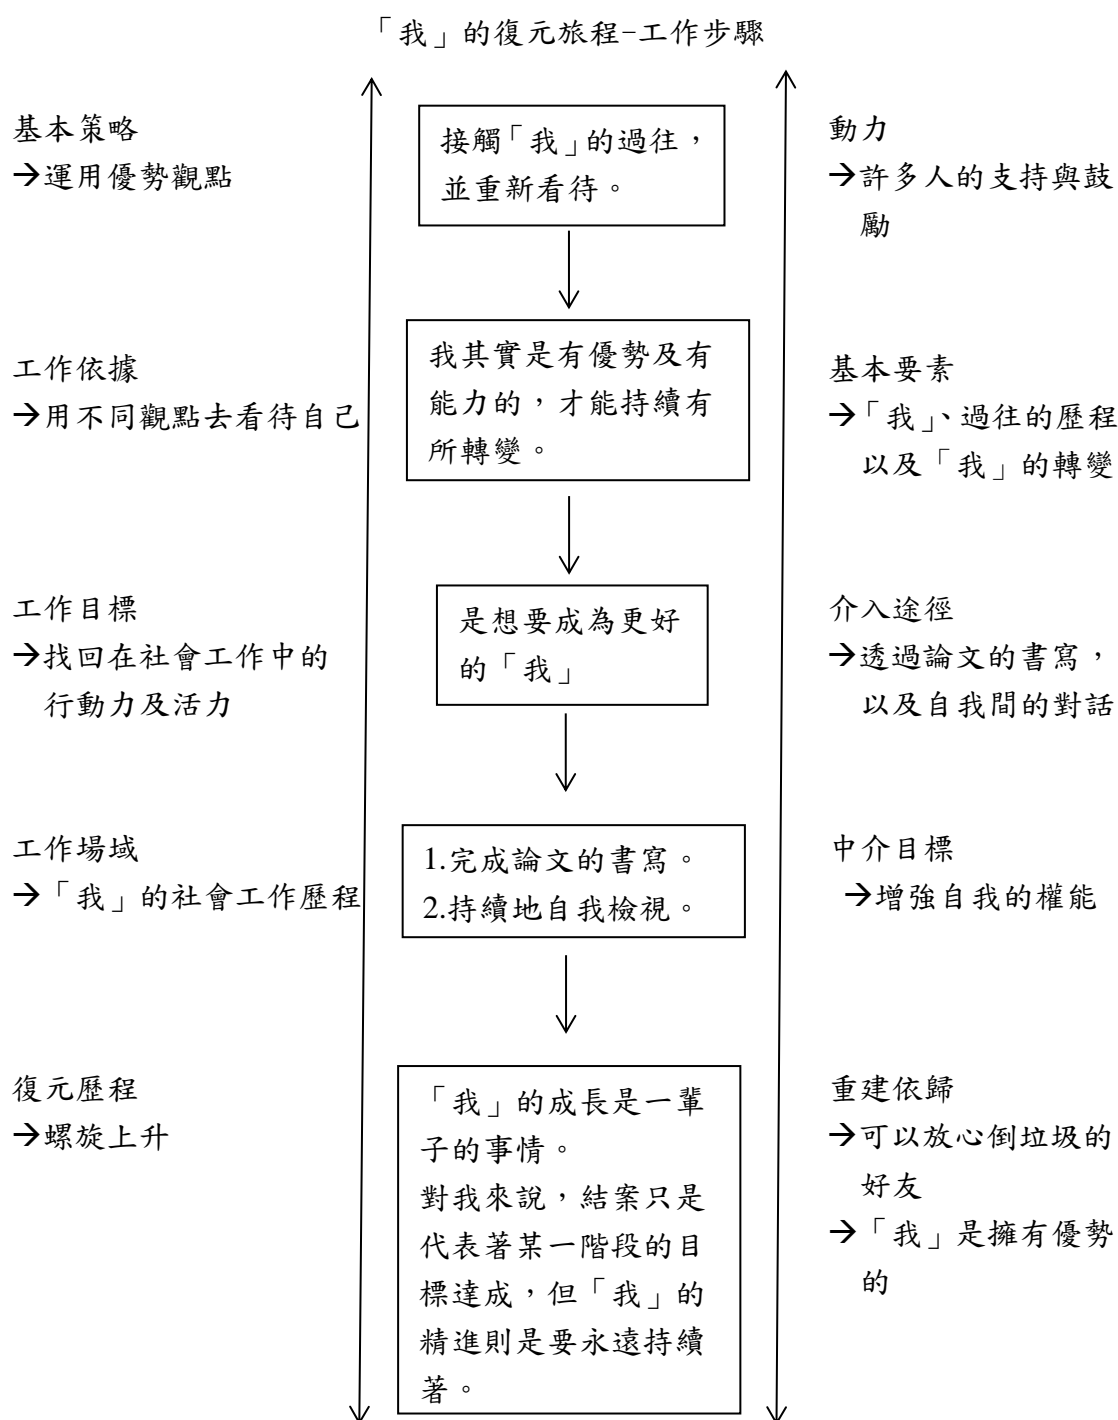 「我」的復元旅程–工作步驟
基本策略
→運用優勢觀點
工作依據
→用不同觀點去看待自己
工作目標
→找回在社會工作中的
行動力及活力
工作場域
→「我」的社會工作歷程
復元歷程
→螺旋上升
接觸「我」的過往，
並重新看待。
我其實是有優勢及有
能力的，才能持續有
所轉變。
是想要成為更好
的「我」
1.完成論文的書寫。
2.持續地自我檢視。
「我」的成長是一輩
子的事情。
對我來說，結案只是
代表著某一階段的目
標達成，但「我」的
精進則是要永遠持續
著。
動力
→許多人的支持與鼓
勵
基本要素
→「我」、過往的歷程
以及「我」的轉變
介入途徑
→透過論文的書寫，
以及自我間的對話
中介目標
→增強自我的權能
重建依歸
→可以放心倒垃圾的
好友
→「我」是擁有優勢
的